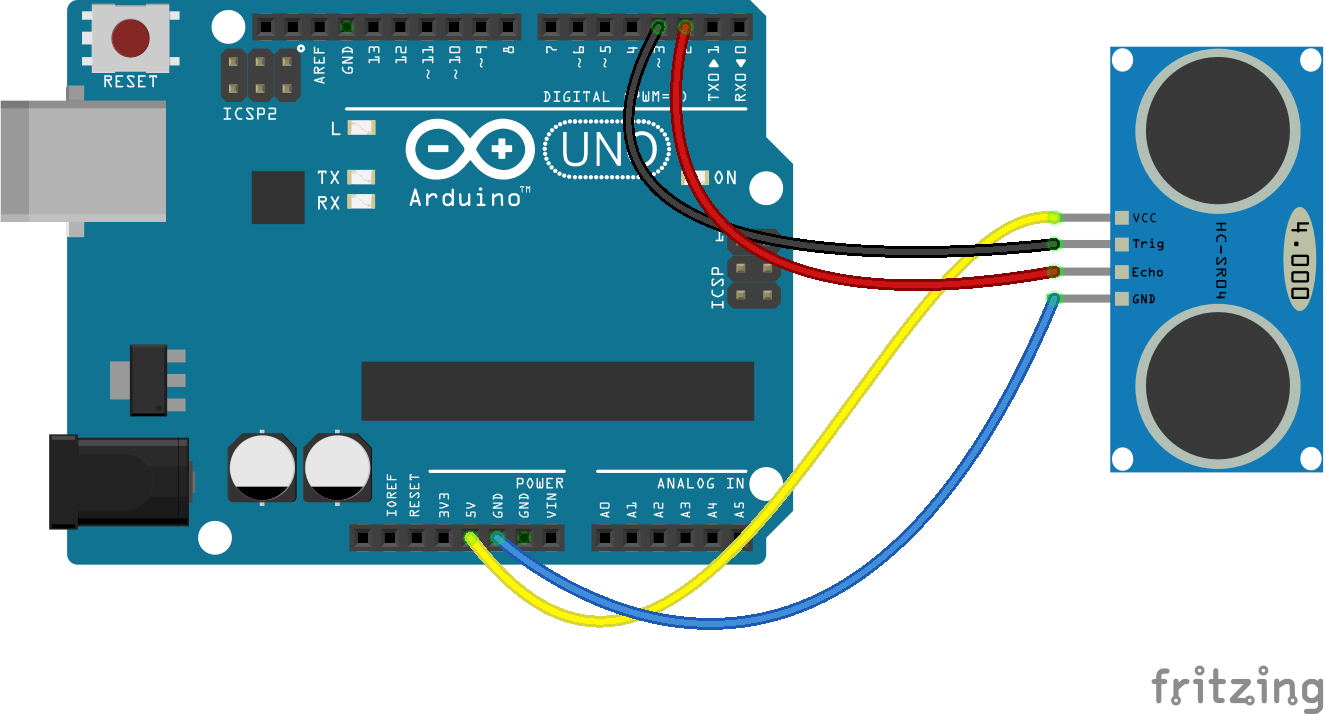 RESET
ICSP2
AREF
GND
13
12
~11
~10
~9
8
7
~6
~5
4
~3
2
TX0▶1
RX0◀0
DIGITAL (PWM=~)
L
TX
RX
UNO
Arduino™
ON
1
ICSP
VCC
Trig
Echo
GND
HC-SR04
4.000
IOREF
RESET
3V3
5V
GND
GND
VIN
POWER
A0
A1
A2
A3
A4
A5
ANALOG IN
fritzing